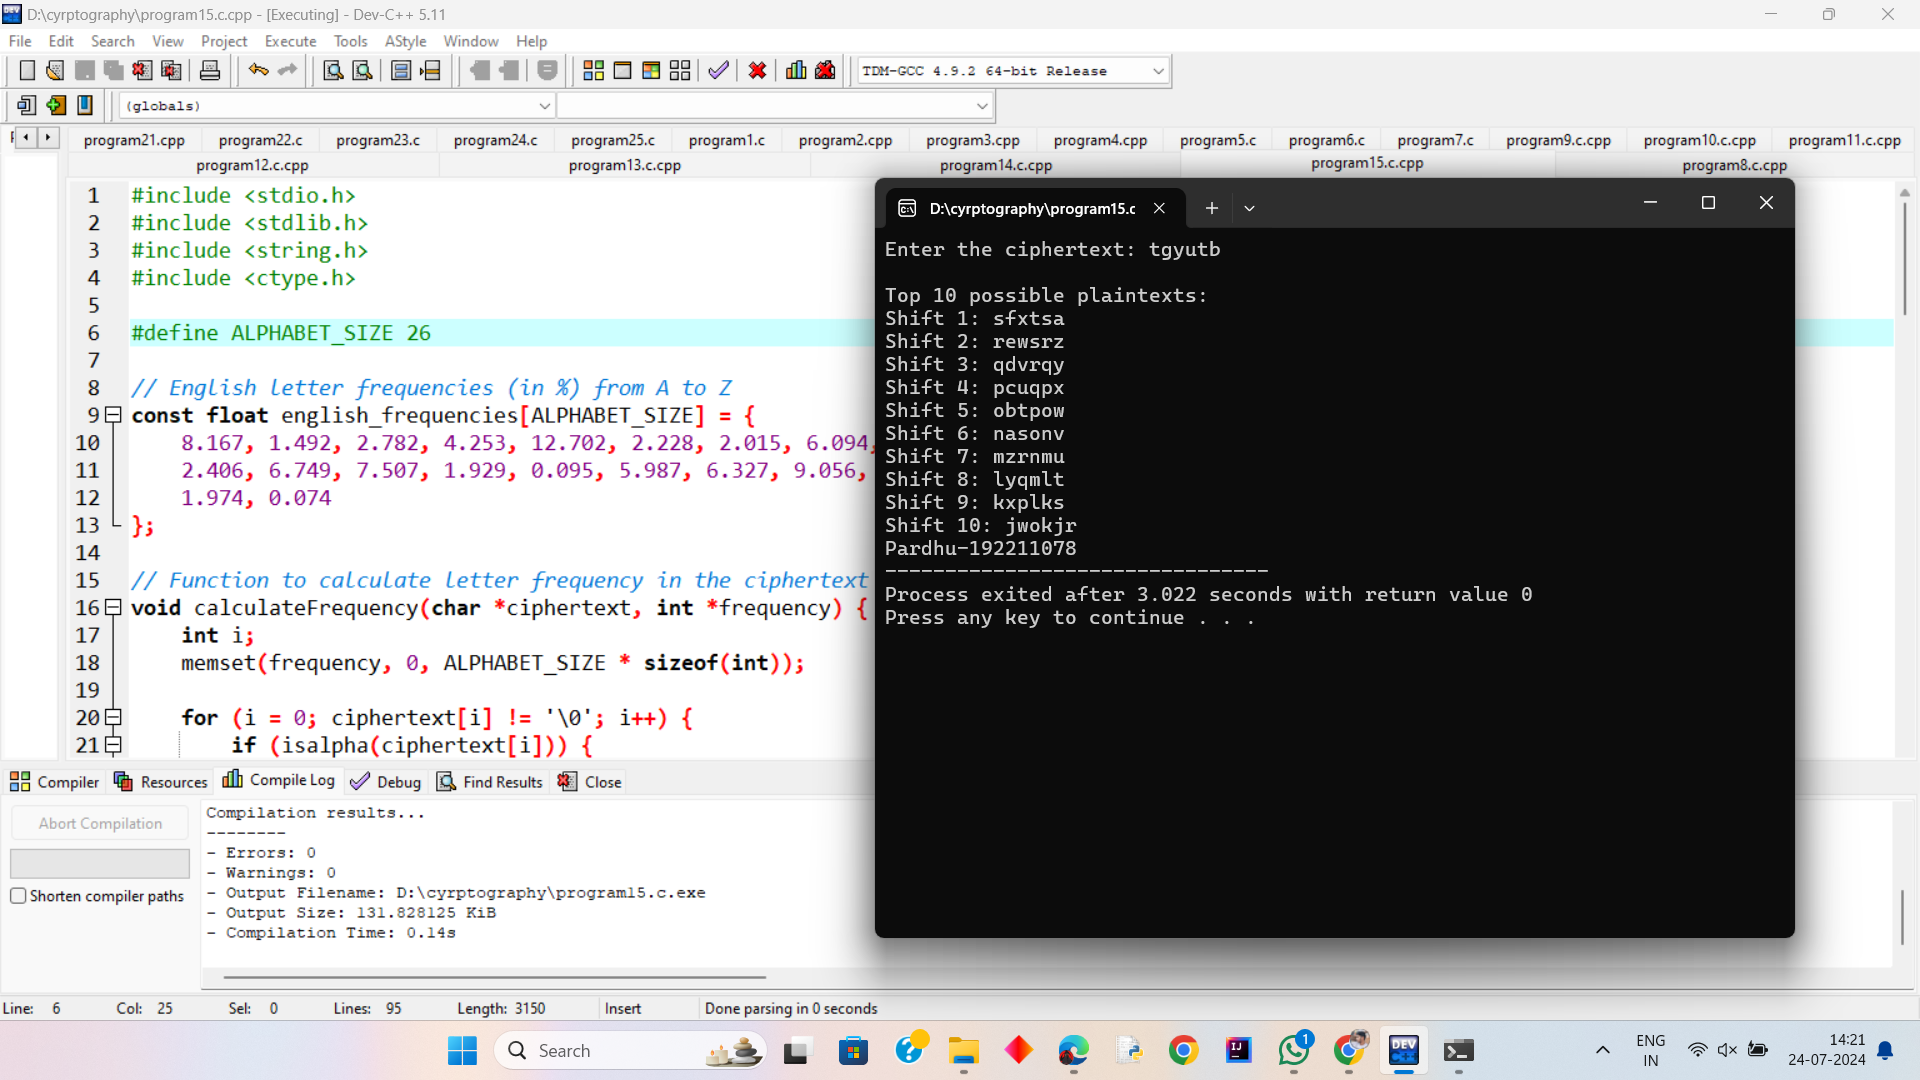 D:\cyrptography\program15.c.cpp - [Executing] - Dev-C++ 5.11
File Edit Search View Project Execute Tools AStyle Window Help
TDM-GCC 4.9.2 64-bit Release
(globals)
program21.cpp program22.c program23.c program24.c program25.c program1.c program2.cpp program3.cpp program4.cpp program5.c program6.c program7.c program9.c.cpp program10.c.cpp program11.c.cpp
program12.c.cpp program13.c.cpp program14.c.cpp program15.c.cpp program8.c.cpp
1 #include <stdio.h>
2 #include <stdlib.h>
3 #include <string.h>
4 #include <ctype.h>
5
6 #define ALPHABET_SIZE 26
7
8 // English letter frequencies (in %) from A to Z
9 const float english_frequencies[ALPHABET_SIZE] = {
10 8.167, 1.492, 2.782, 4.253, 12.702, 2.228, 2.015, 6.094,
11 2.406, 6.749, 7.507, 1.929, 0.095, 5.987, 6.327, 9.056,
12 1.974, 0.074
13 };
14
15 // Function to calculate letter frequency in the ciphertext
16 void calculateFrequency(char *ciphertext, int *frequency) {
17 int i;
18 memset(frequency, 0, ALPHABET_SIZE * sizeof(int));
19
20 for (i = 0; ciphertext[i] != '\0'; i++) {
21 if (isalpha(ciphertext[i])) {
D:\cyrptography\program15.c
Enter the ciphertext: tgyutb
Top 10 possible plaintexts:
Shift 1: sfxtsa
Shift 2: rewsrz
Shift 3: qdvrqy
Shift 4: pcuqpx
Shift 5: obtpow
Shift 6: nasonv
Shift 7: mzrnmu
Shift 8: lyqmlt
Shift 9: kxplks
Shift 10: jwokjr
Pardhu-192211078
--------------------------------
Process exited after 3.022 seconds with return value 0
Press any key to continue . . .
Compiler Resources Compile Log Debug Find Results Close
Abort Compilation
Shorten compiler paths
Compilation results...
--------
- Errors: 0
- Warnings: 0
- Output Filename: D:\cyrptography\program15.c.exe
- Output Size: 131.828125 KiB
- Compilation Time: 0.14s
Line: 6 Col: 25 Sel: 0 Lines: 95 Length: 3150 Insert Done parsing in 0 seconds
Search
IJ
1
DEV
C++
ENG
IN
14:21
24-07-2024